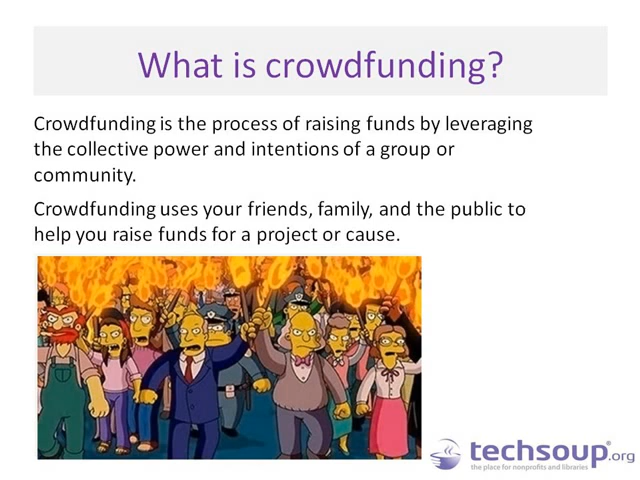 What is crowdfunding?
Crowdfunding is the process of raising funds by leveraging
the collective power and intentions of a group or
community.
Crowdfunding uses your friends, family, and the public to
help you raise funds for a project or cause.
techsoup®.org
the place for nonprofits and libraries